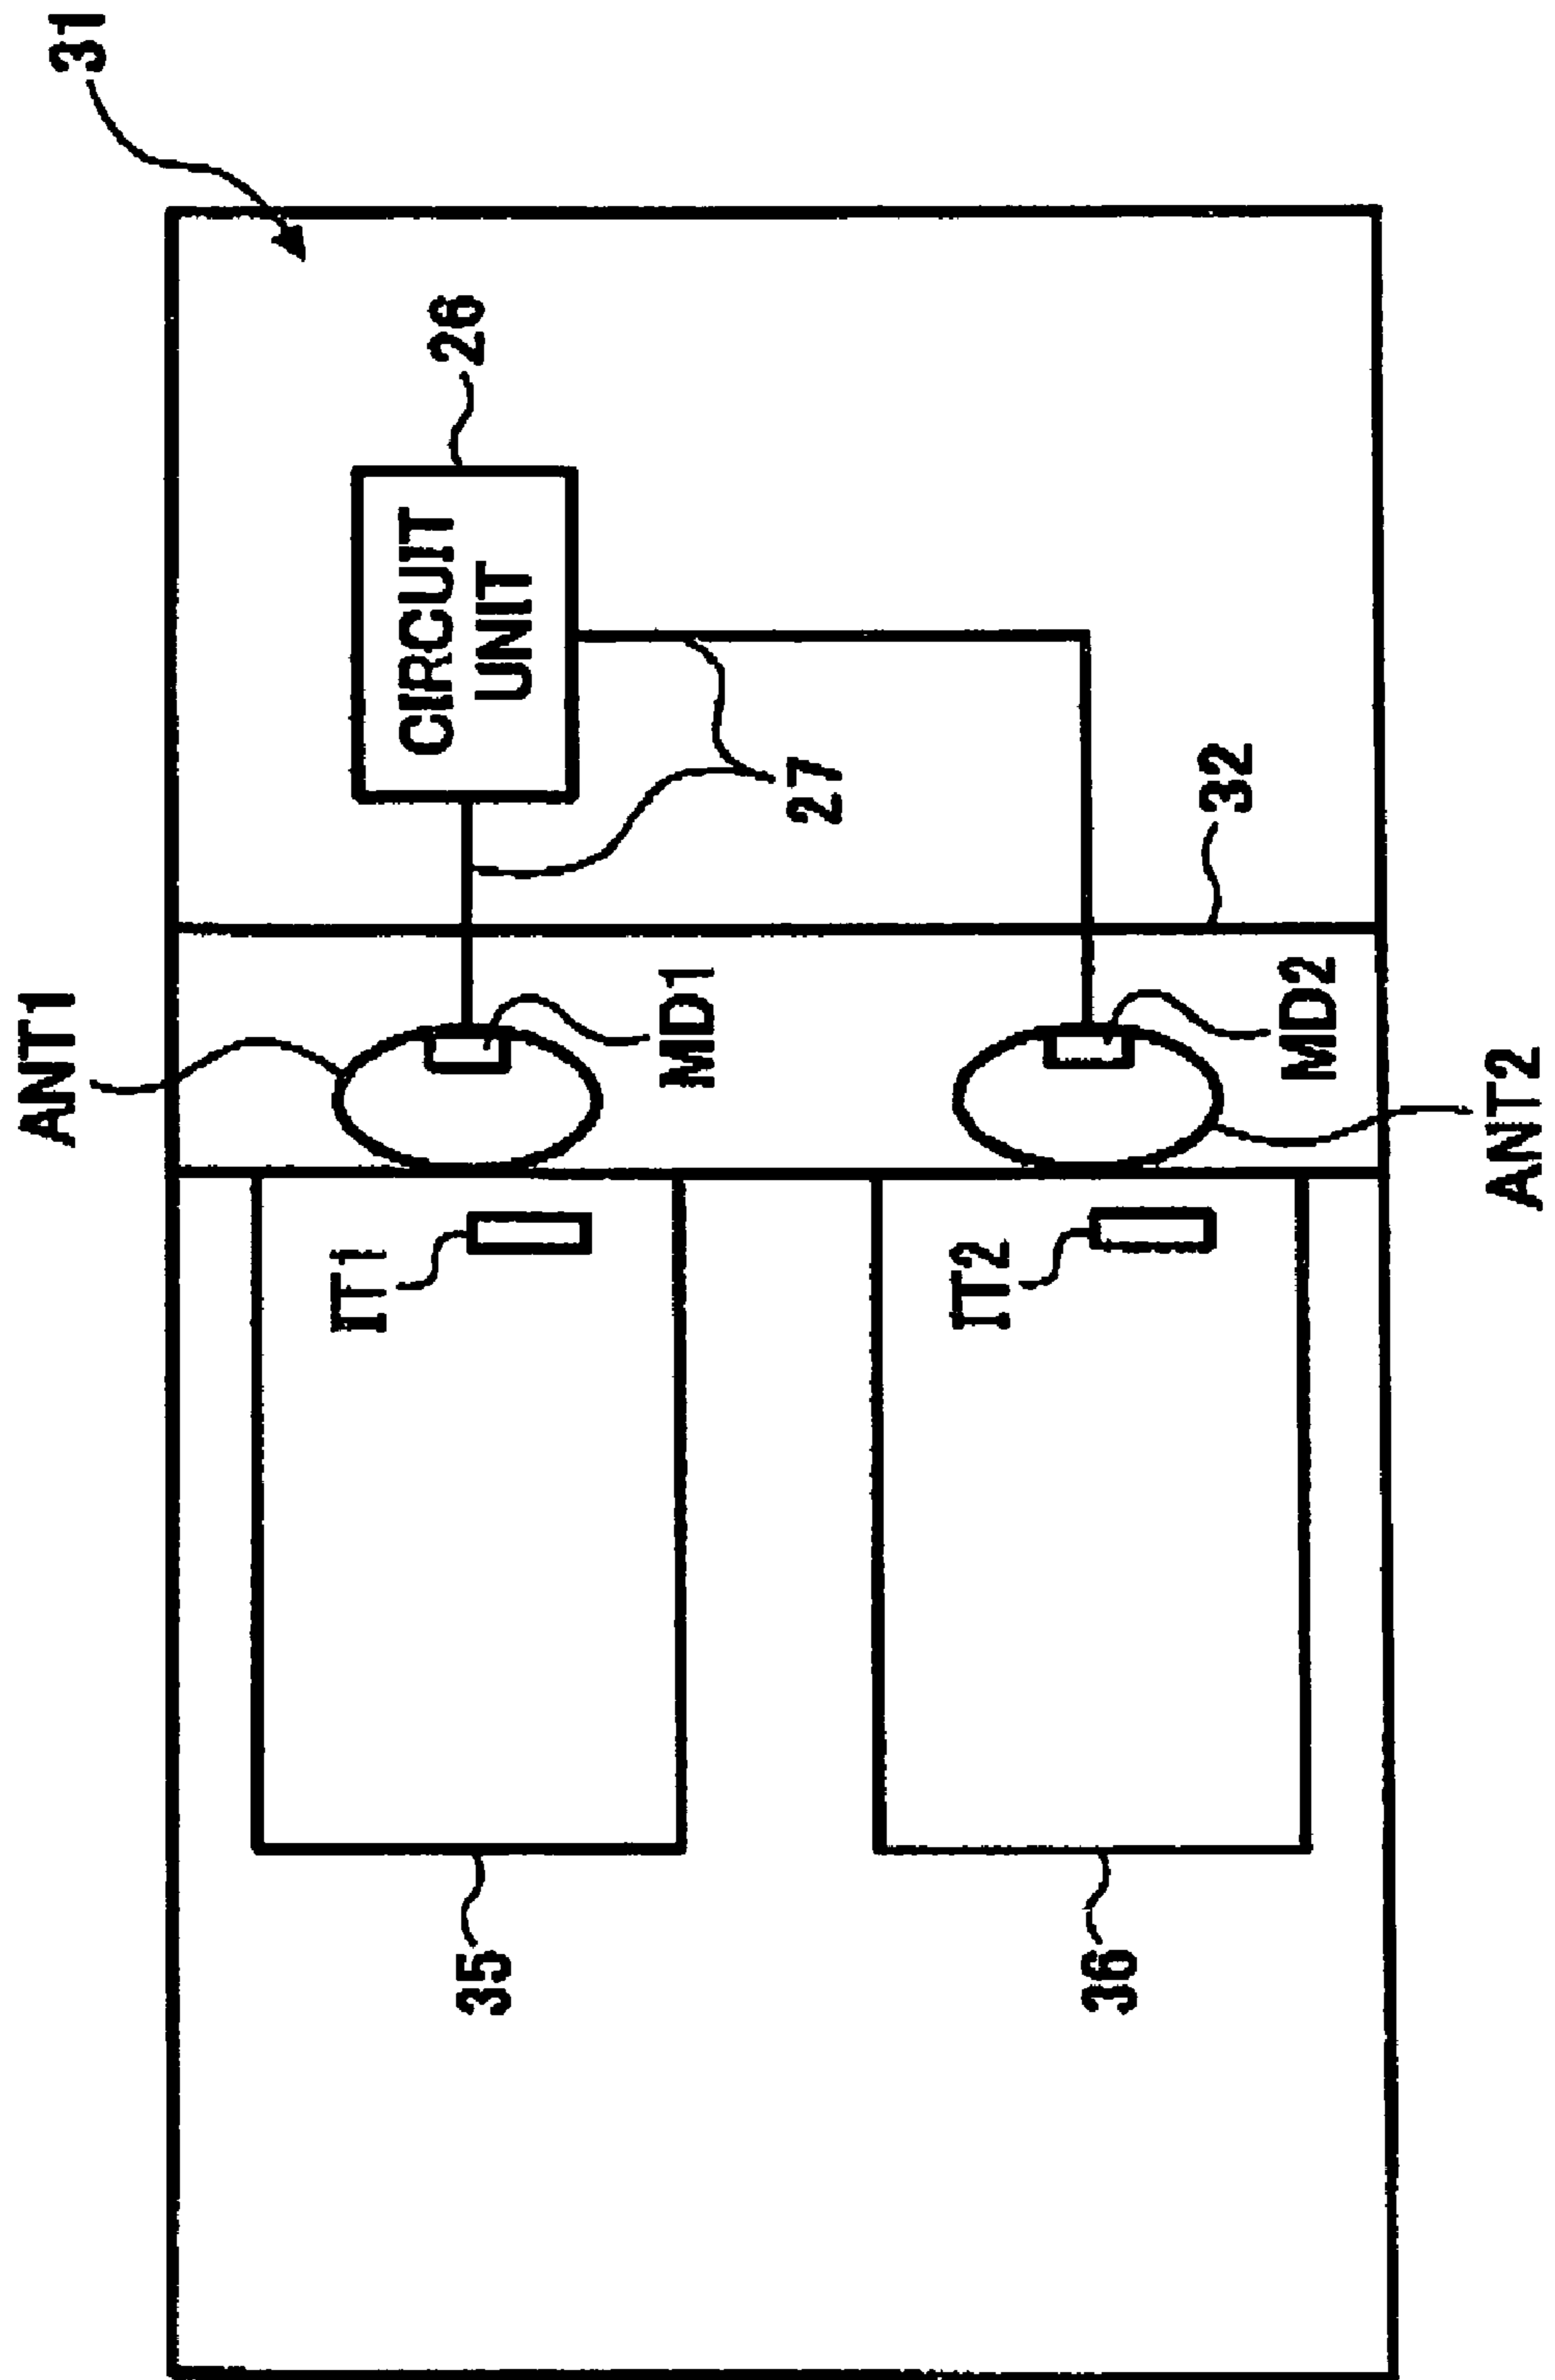 ANT1
31
IT1
CIRCUIT
UNIT
26
35
MD1
27
IT2
36
32
MD2
ANT2